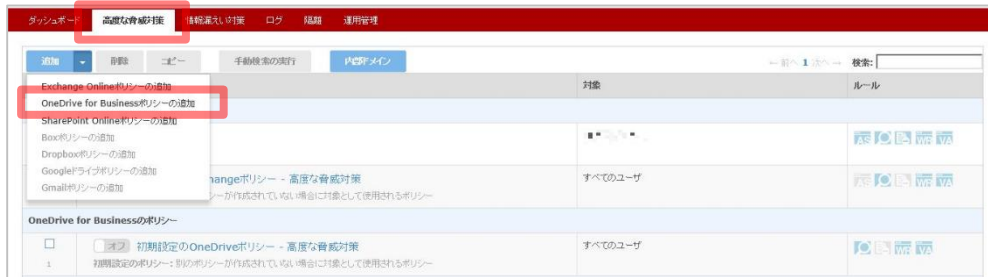 ダッシュボード 高度な脅威対策 情報漏えい対策 ログ 隔離 運用管理
追加 削除 コピー 手動検索の実行 内部ドメイン ←前へ 1 次へ→ 検索:
Exchange Onlineポリシーの追加 対象 ルール
OneDrive for Businessポリシーの追加
SharePoint Onlineポリシーの追加
Boxポリシーの追加
Dropboxポリシーの追加 AS WR VA
Googleドライブポリシーの追加
hangeポリシー - 高度な脅威対策 すべてのユーザ AS WR VA
Gmailポリシーの追加
シーが作成されていない場合に対象として使用されるポリシー
OneDrive for Businessのポリシー
オフ 初期設定のOneDriveポリシー - 高度な脅威対策 すべてのユーザ WR VA
1 初期設定のポリシー: 別のポリシーが作成されていない場合に対象として使用されるポリシー